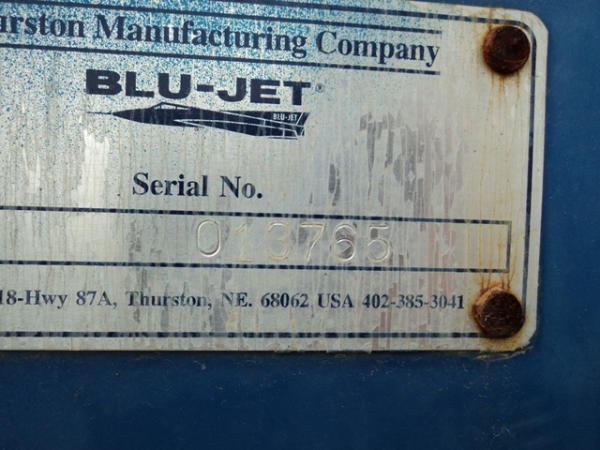 urston Manufacturing Company
BLU-JET®
BLU-JET
Serial No.
013765
18-Hwy 87A, Thurston, NE. 68062 USA 402-385-3041